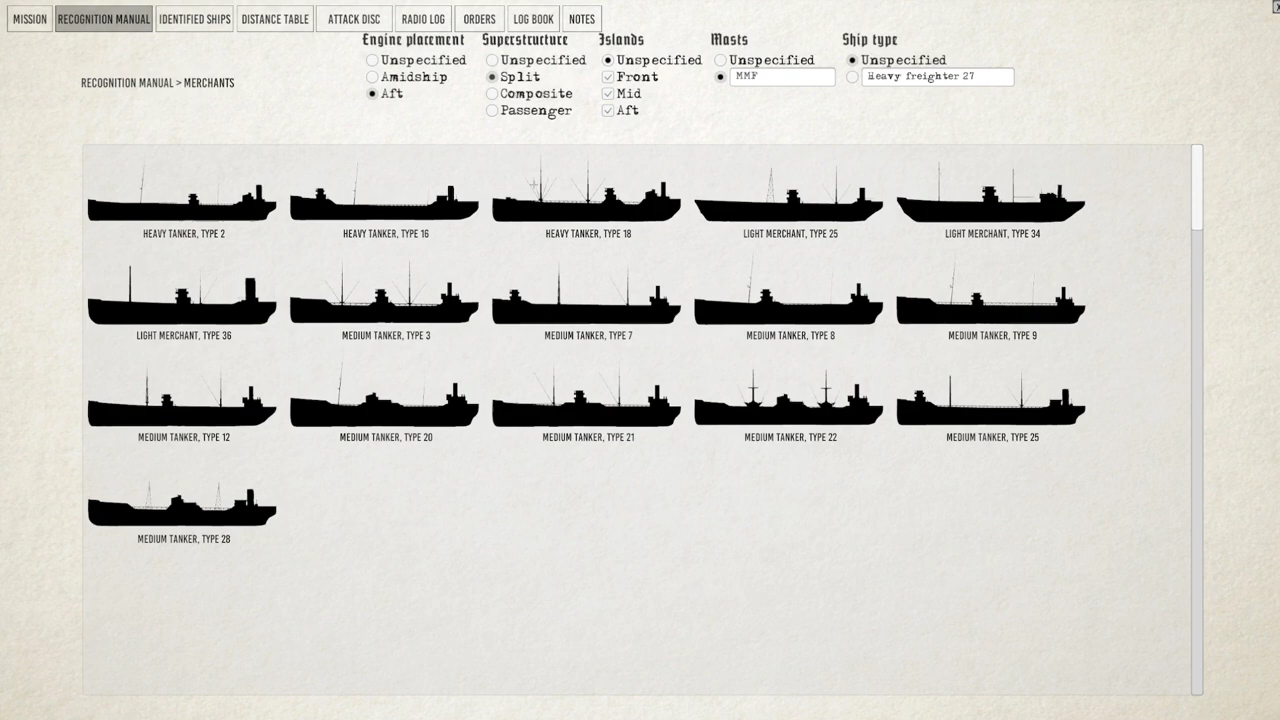 MISSION RECOGNITION MANUAL IDENTIFIED SHIPS DISTANCE TABLE ATTACK DISC RADIO LOG ORDERS LOG BOOK NOTES
Engine placement Superstructure Islands Masts Ship type
Unspecified Unspecified Unspecified Unspecified Unspecified
Amidship Split Front MMF Heavy freighter 27
RECOGNITION MANUAL > MERCHANTS
Aft Composite Mid
Passenger Aft
HEAVY TANKER, TYPE 2 HEAVY TANKER, TYPE 16 HEAVY TANKER, TYPE 18 LIGHT MERCHANT, TYPE 25 LIGHT MERCHANT, TYPE 34
LIGHT MERCHANT, TYPE 36 MEDIUM TANKER, TYPE 3 MEDIUM TANKER, TYPE 7 MEDIUM TANKER, TYPE 8 MEDIUM TANKER, TYPE 9
MEDIUM TANKER, TYPE 12 MEDIUM TANKER, TYPE 20 MEDIUM TANKER, TYPE 21 MEDIUM TANKER, TYPE 22 MEDIUM TANKER, TYPE 25
MEDIUM TANKER, TYPE 28